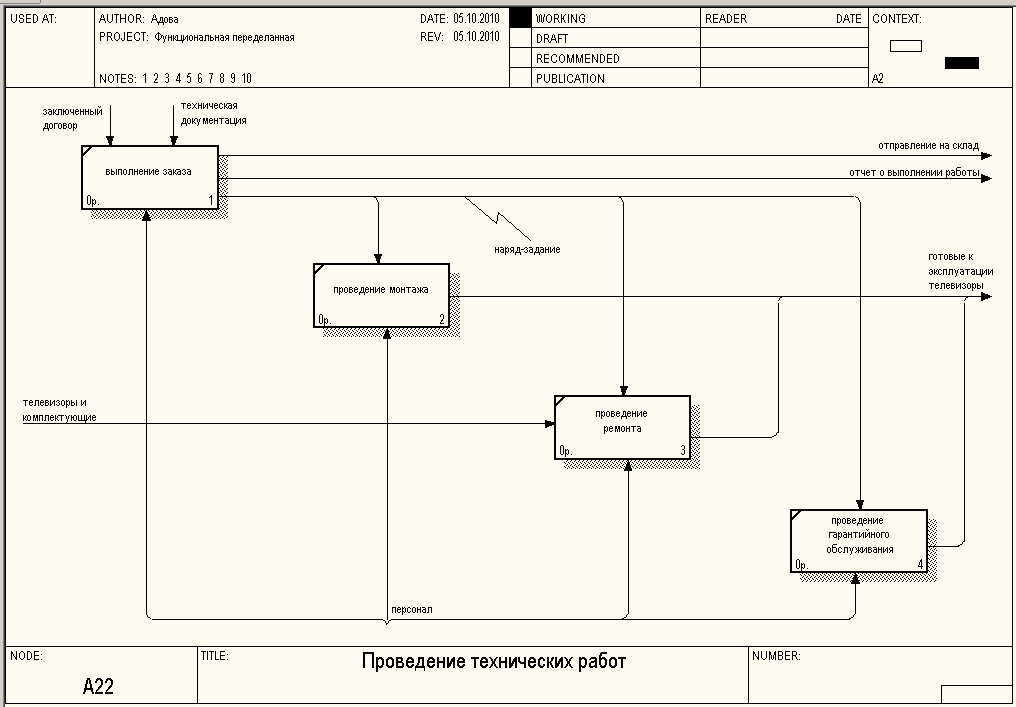 USED AT:
AUTHOR: Адова
DATE: 05.10.2010
PROJECT: Функциональная переделанная
REV: 05.10.2010
NOTES: 1 2 3 4 5 6 7 8 9 10
WORKING
DRAFT
RECOMMENDED
PUBLICATION
READER
DATE
CONTEXT:
A2
заключенный
договор
техническая
документация
выполнение заказа
0р.
1
отправление на склад
отчет о выполнении работы
наряд-задание
проведение монтажа
0р.
2
готовые к
эксплуатации
телевизоры
телевизоры и
комплектующие
проведение
ремонта
0р.
3
проведение
гарантийного
обслуживания
0р.
4
персонал
NODE:
A22
TITLE:
Проведение технических работ
NUMBER: